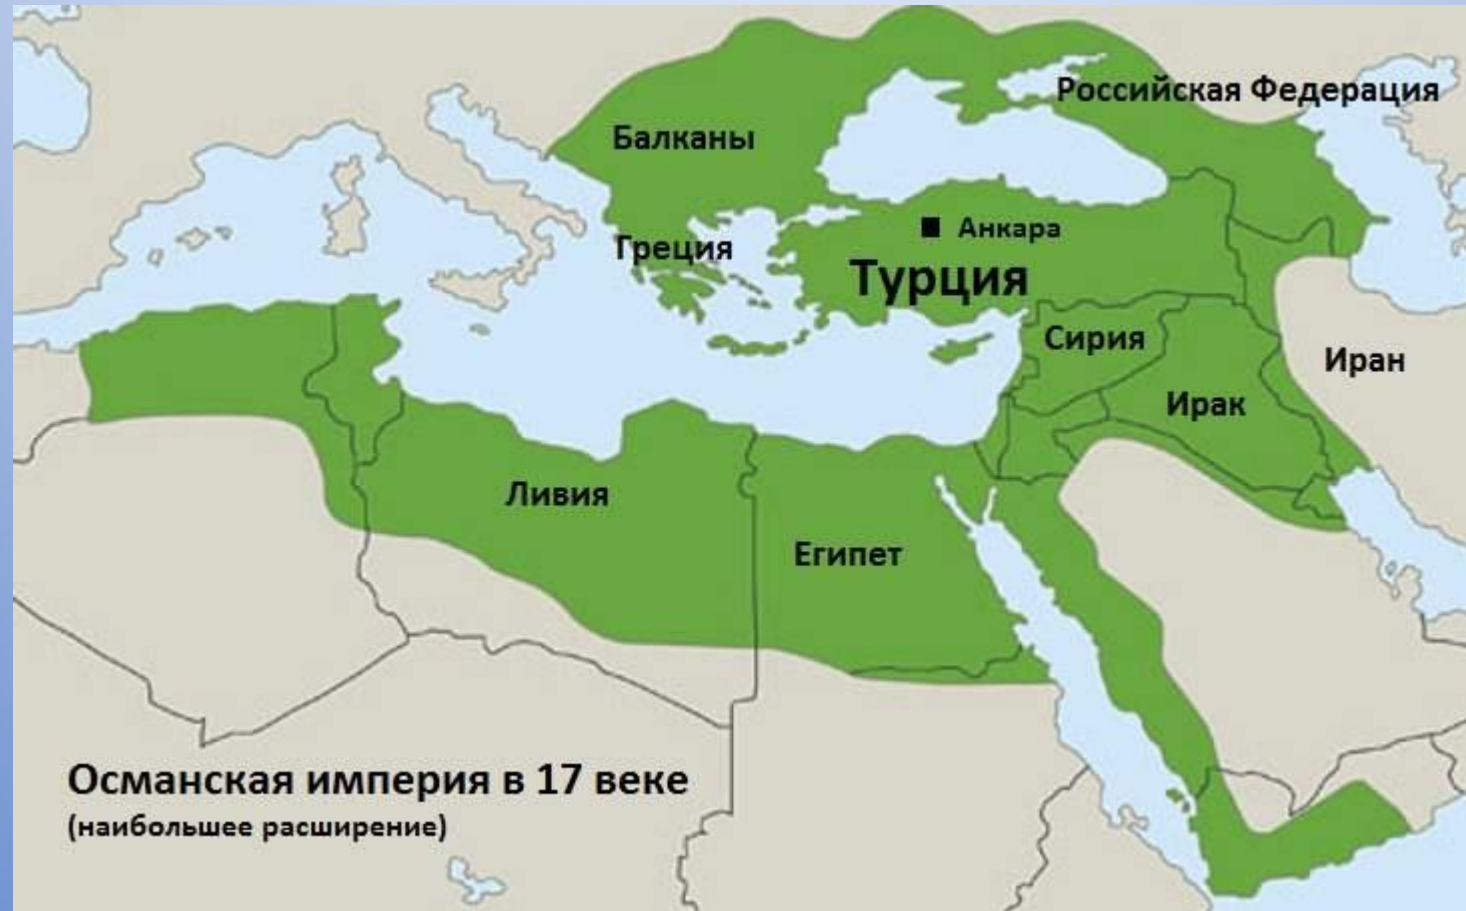 Российская Федерация
Балканы
Анкара
Греция
Турция
Сирия
Иран
Ирак
Ливия
Египет
Османская империя в 17 веке
(наибольшее расширение)